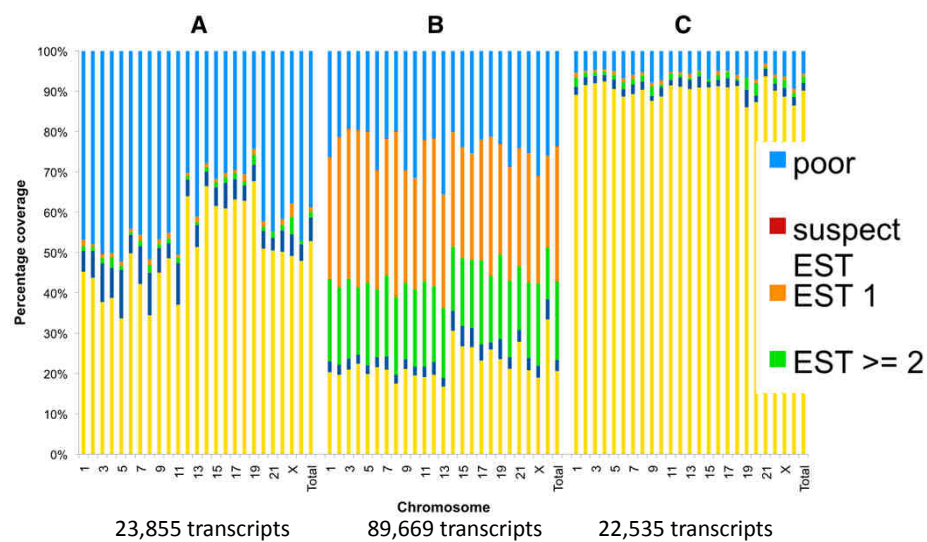 A B C
100%
90%
80%
70%
60%
50%
40%
30%
20%
10%
0%
Percentage coverage
1 3 5 7 9 11 13 15 17 19 21 X Total 1 3 5 7 9 11 13 15 17 19 21 X Total 1 3 5 7 9 11 13 15 17 19 21 X Total
Chromosome
poor
suspect
EST
EST 1
EST >= 2
23,855 transcripts 89,669 transcripts 22,535 transcripts